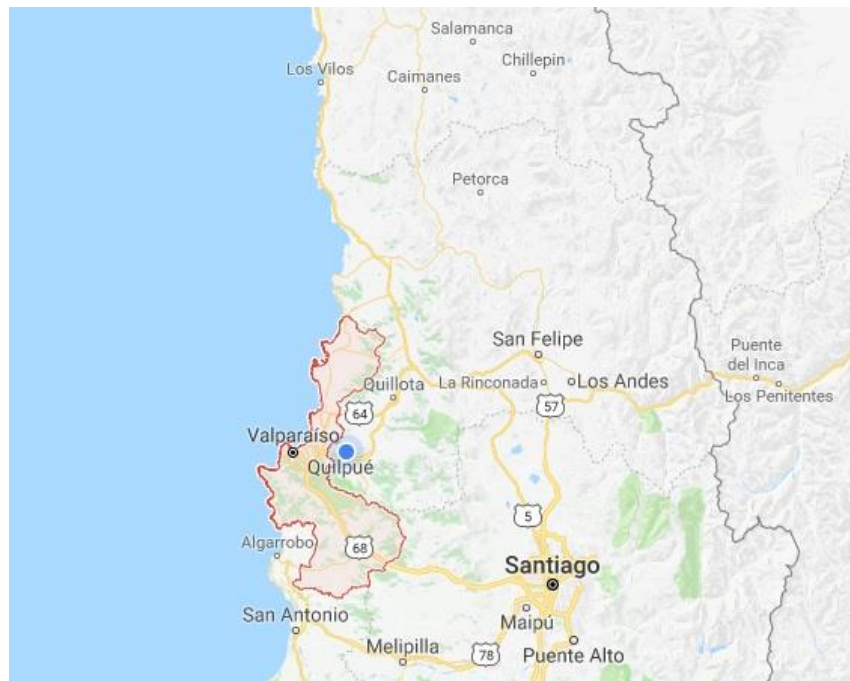 Salamanca
Chillepin
Los Vilos
Caimanes
Petorca
San Felipe
Puente
del Inca
La Rinconada
Los Andes
Quillota
Los Penitentes
57
64
Valparaíso
Quilpué
5
Algarrobo
68
Santiago
San Antonio
Maipú
Melipilla
78
Puente Alto